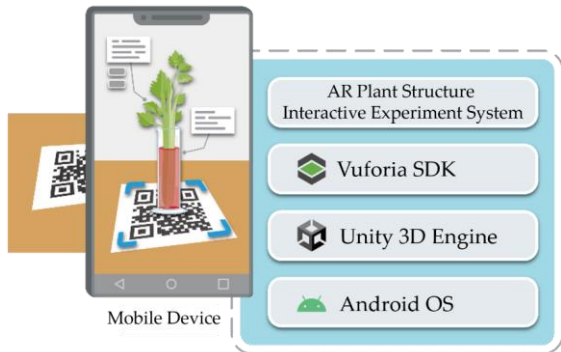 AR Plant Structure
Interactive Experiment System
Vuforia SDK
Unity 3D Engine
Android OS
Mobile Device